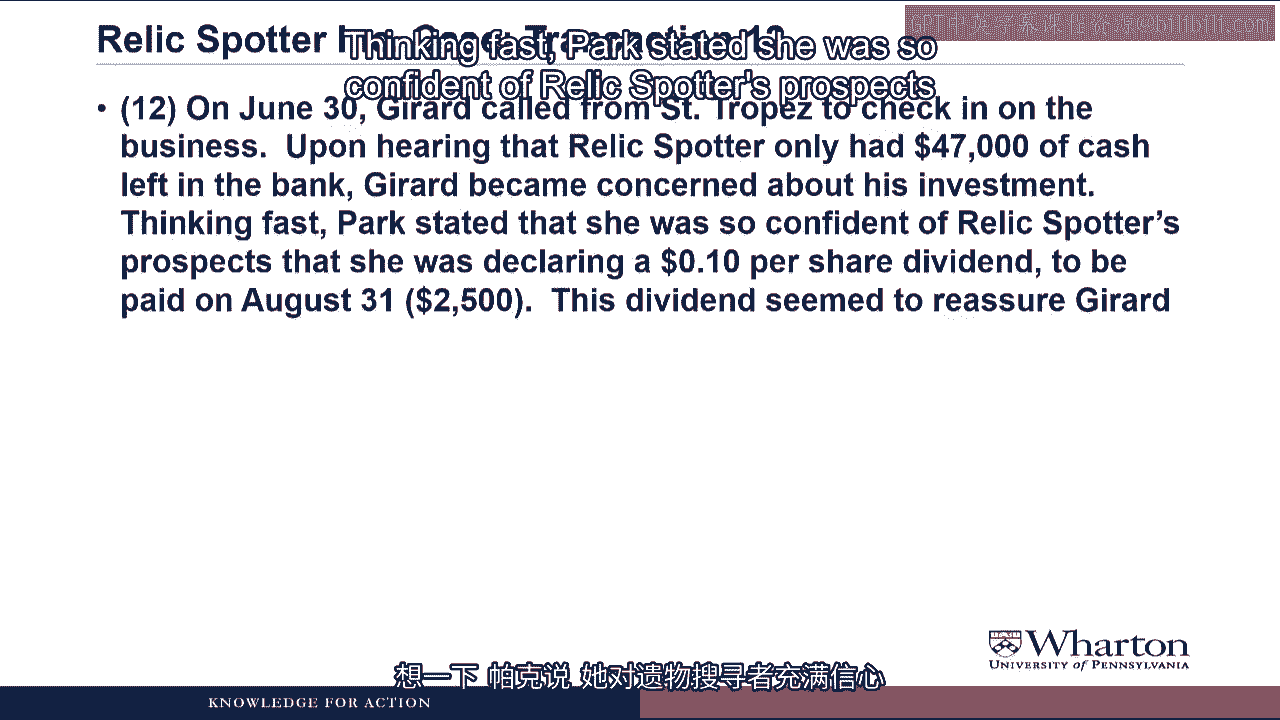 Relic Spotter
Thinking fast, Park stated she was so
confident of Relic Spotter's prospects
• (12) On June 30, Girard called from St. Tropez to check in on the
business. Upon hearing that Relic Spotter only had $47,000 of cash
left in the bank, Girard became concerned about his investment.
Thinking fast, Park stated that she was so confident of Relic Spotter’s
prospects that she was declaring a $0.10 per share dividend, to be
paid on August 31 ($2,500). This dividend seemed to reassure Girard
Wharton
UNIVERSITY of PENNSYLVANIA
想一下 帕克说 她对遗物搜寻者充满信心
KNOWLEDGE FOR ACTION